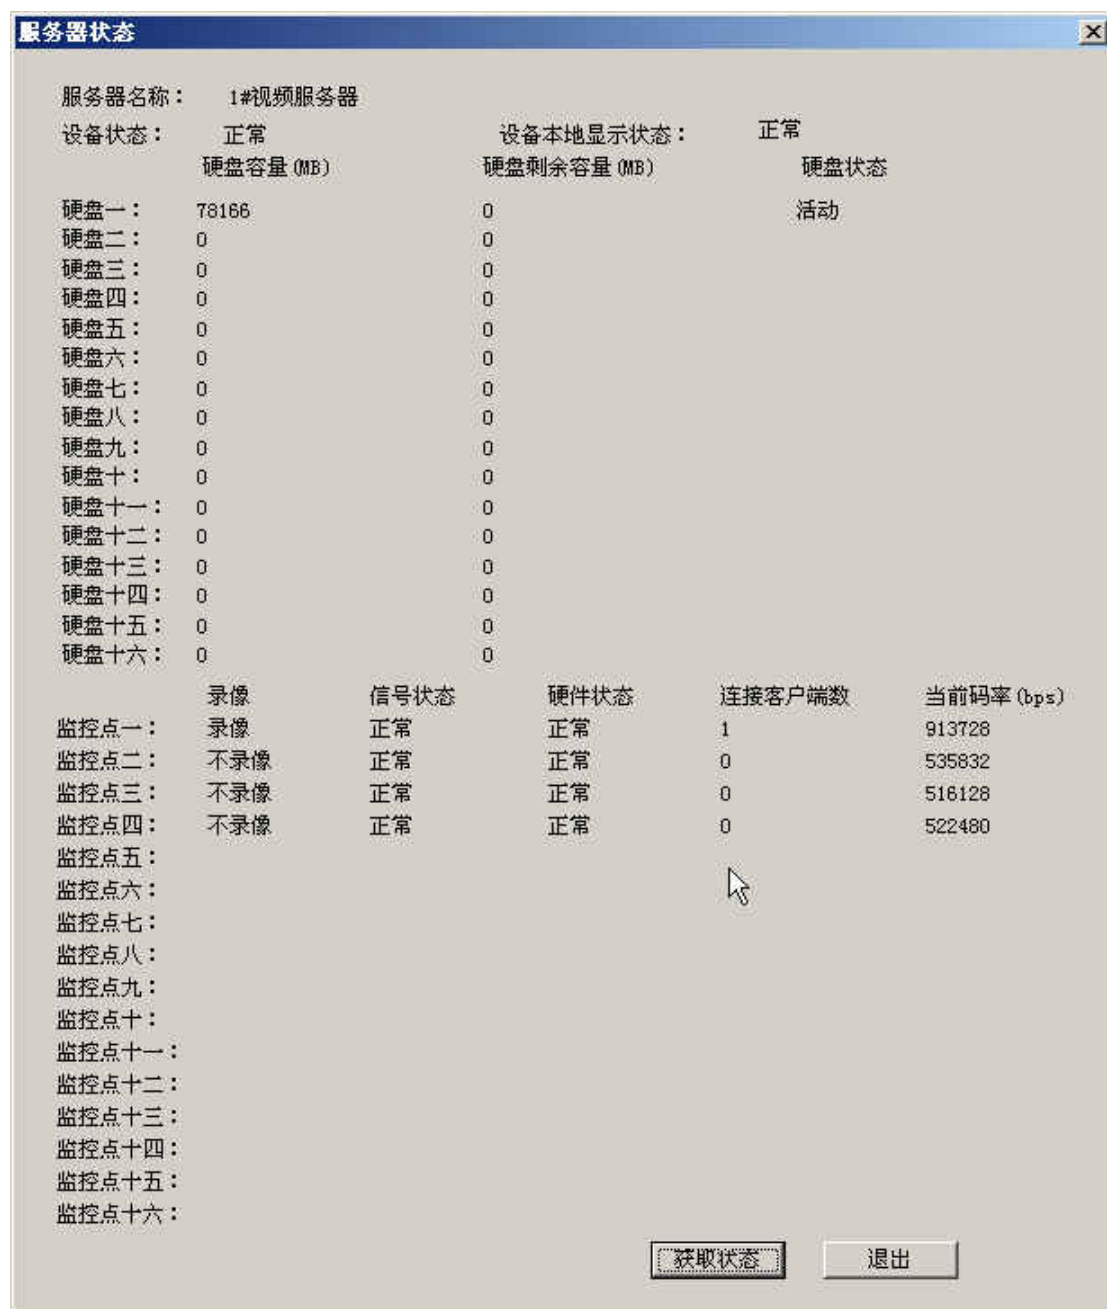 服务器状态
服务器名称： 1#视频服务器
设备状态： 正常 设备本地显示状态： 正常
硬盘容量(MB) 硬盘剩余容量(MB) 硬盘状态
硬盘一： 78166 0 活动
硬盘二： 0 0
硬盘三： 0 0
硬盘四： 0 0
硬盘五： 0 0
硬盘六： 0 0
硬盘七： 0 0
硬盘八： 0 0
硬盘九： 0 0
硬盘十： 0 0
硬盘十一： 0 0
硬盘十二： 0 0
硬盘十三： 0 0
硬盘十四： 0 0
硬盘十五： 0 0
硬盘十六： 0 0
录像 信号状态 硬件状态 连接客户端数 当前码率(bps)
监控点一： 录像 正常 正常 1 913728
监控点二： 不录像 正常 正常 0 535832
监控点三： 不录像 正常 正常 0 516128
监控点四： 不录像 正常 正常 0 522480
监控点五：
监控点六：
监控点七：
监控点八：
监控点九：
监控点十：
监控点十一：
监控点十二：
监控点十三：
监控点十四：
监控点十五：
监控点十六：
获取状态 退出